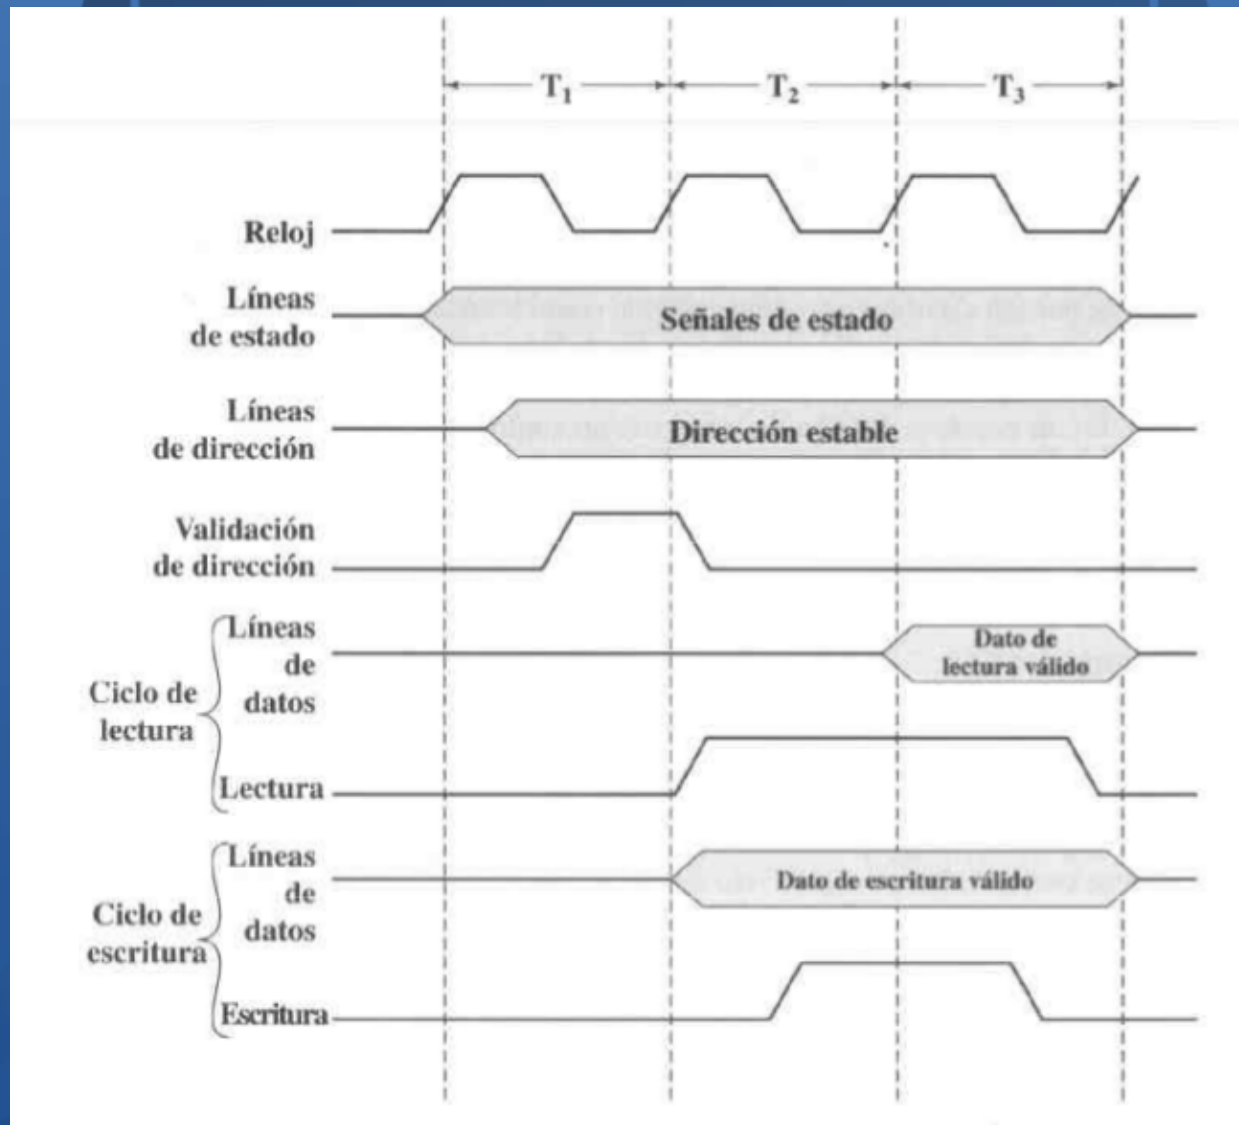 T1
T2
T3
Reloj
Líneas
de estado
Señales de estado
Líneas
de dirección
Dirección estable
Validación
de dirección
Ciclo de
lectura
Líneas
de
datos
Dato de
lectura válido
Lectura
Ciclo de
escritura
Líneas
de
datos
Dato de escritura válido
Escritura